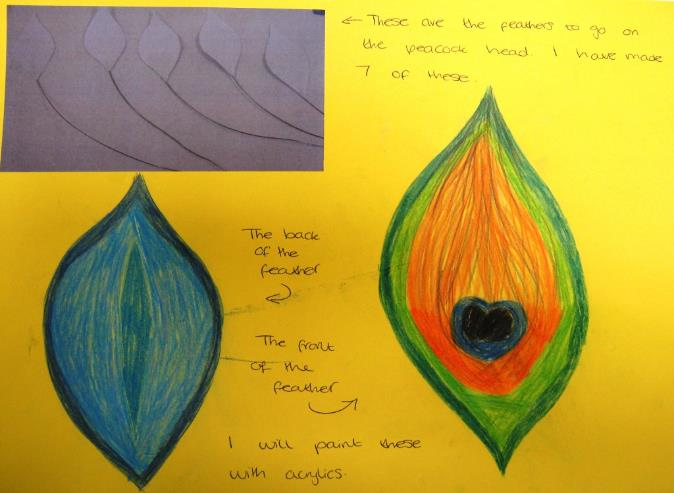 ← These are the feathers to go on
the peacock head. I have made
7 of these.
The back
of the
feather
The front
of the
feather
I will paint these
with acrylics.